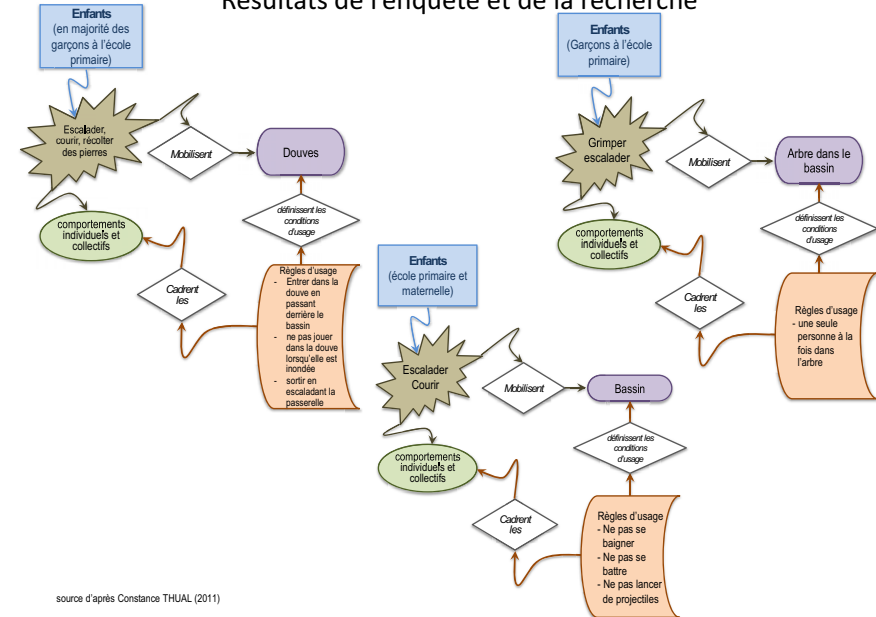 Résultats de l'enquête et de la recherche
Enfants
(en majorité des
garçons à l'école
primaire)
Escalader,
courir, récolter
des pierres
Mobilisent
Douves
définissent les
conditions
d'usage
comportements
individuels et
collectifs
Cadrent
les
Règles d'usage
- Entrer dans la
douve en
passant
derrière le
bassin
- ne pas jouer
dans la douve
lorsqu'elle est
inondée
- sortir en
escaladant la
passerelle
Enfants
(Garçons à l'école
primaire)
Grimper
escalader
Mobilisent
Arbre dans le
bassin
définissent les
conditions
d'usage
comportements
individuels et
collectifs
Cadrent
les
Règles d'usage
- une seule
personne à la
fois dans
l'arbre
Enfants
(école primaire et
maternelle)
Escalader
Courir
Mobilisent
Bassin
définissent les
conditions
d'usage
comportements
individuels et
collectifs
Cadrent
les
Règles d'usage
- Ne pas se
baigner
- Ne pas se
battre
- Ne pas lancer
de projectiles
source d'après Constance THUAL (2011)